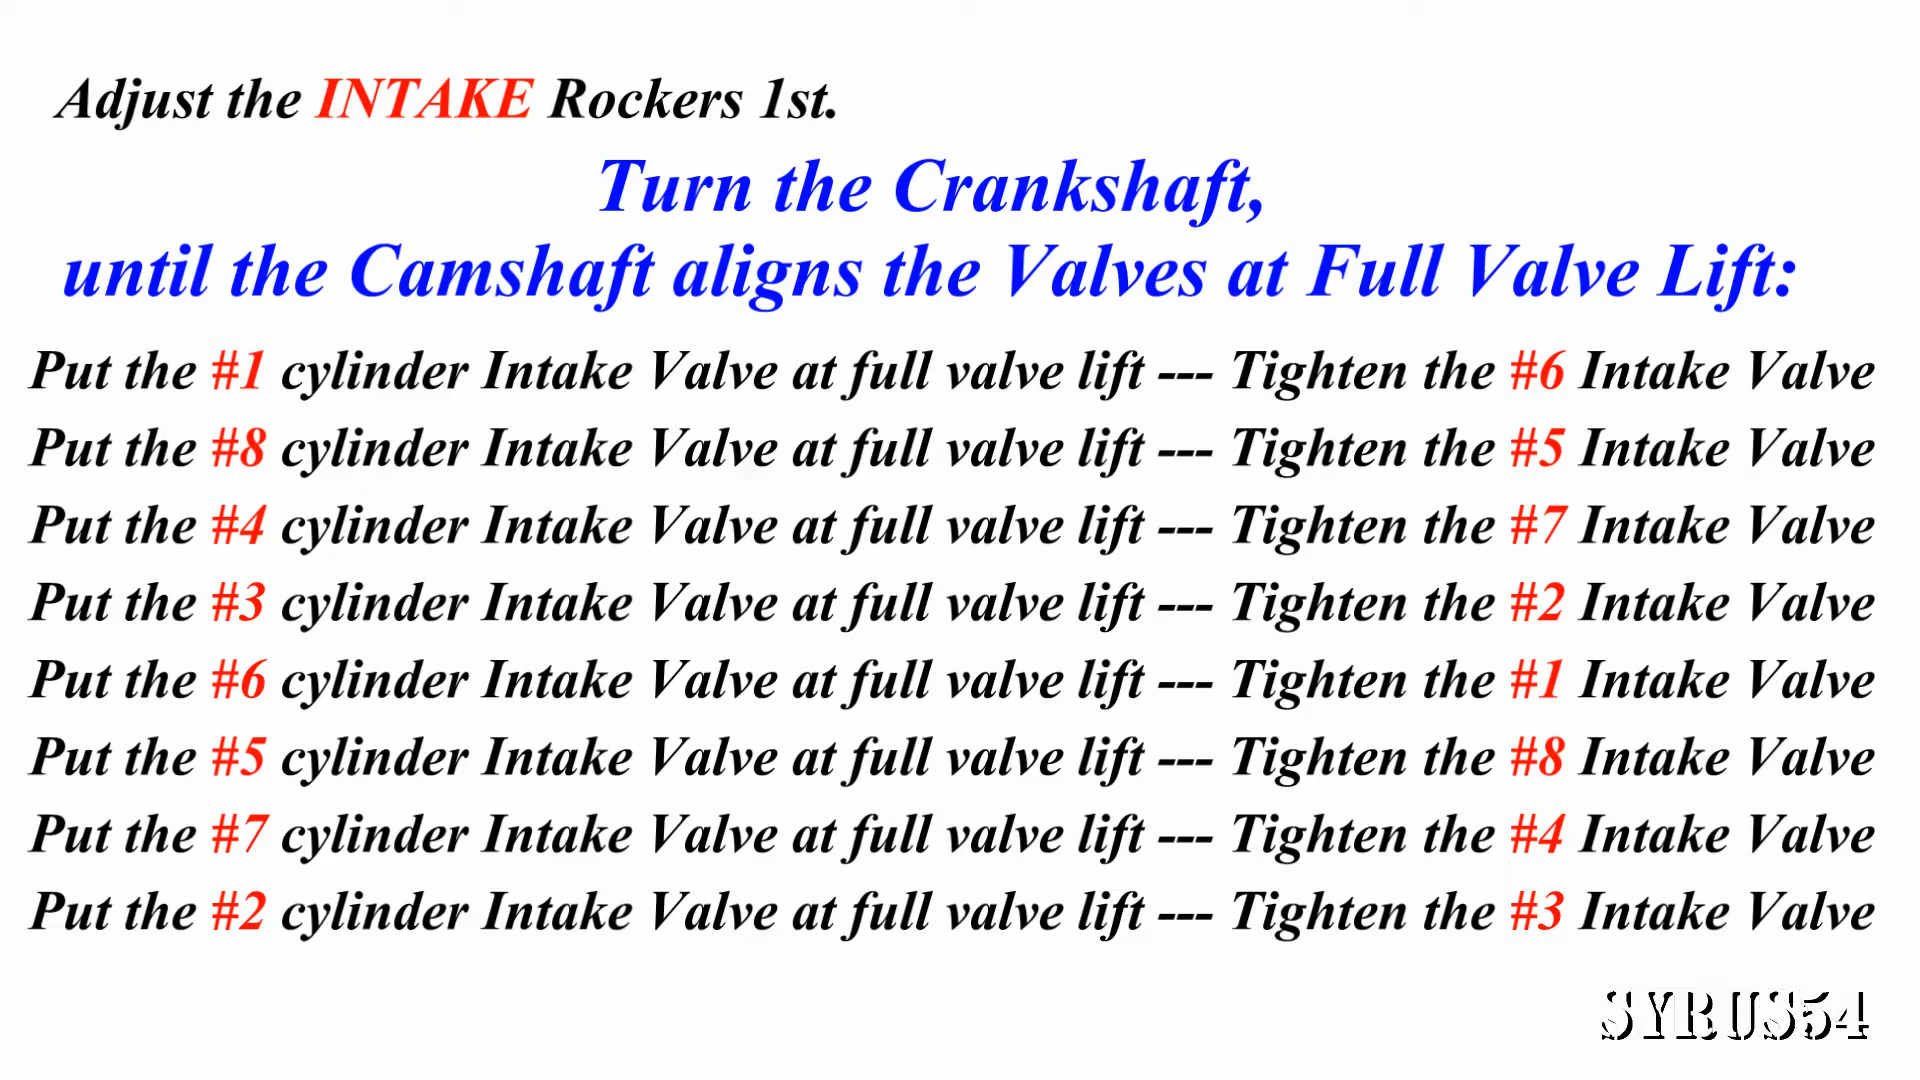 Adjust the INTAKE Rockers 1st.
Turn the Crankshaft,
until the Camshaft aligns the Valves at Full Valve Lift:
Put the #1 cylinder Intake Valve at full valve lift --- Tighten the #6 Intake Valve
Put the #8 cylinder Intake Valve at full valve lift --- Tighten the #5 Intake Valve
Put the #4 cylinder Intake Valve at full valve lift --- Tighten the #7 Intake Valve
Put the #3 cylinder Intake Valve at full valve lift --- Tighten the #2 Intake Valve
Put the #6 cylinder Intake Valve at full valve lift --- Tighten the #1 Intake Valve
Put the #5 cylinder Intake Valve at full valve lift --- Tighten the #8 Intake Valve
Put the #7 cylinder Intake Valve at full valve lift --- Tighten the #4 Intake Valve
Put the #2 cylinder Intake Valve at full valve lift --- Tighten the #3 Intake Valve
SYRUS54